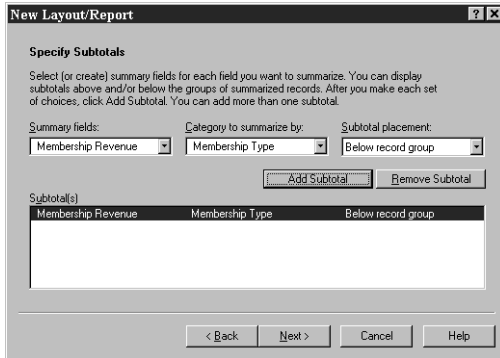 New Layout/Report
Specify Subtotals
Select (or create) summary fields for each field you want to summarize. You can display
subtotals above and/or below the groups of summarized records. After you make each set
of choices, click Add Subtotal. You can add more than one subtotal.
Summary fields: Category to summarize by: Subtotal placement:
Membership Revenue Membership Type Below record group
Add Subtotal Remove Subtotal
Subtotal(s)
Membership Revenue Membership Type Below record group
< Back Next > Cancel Help